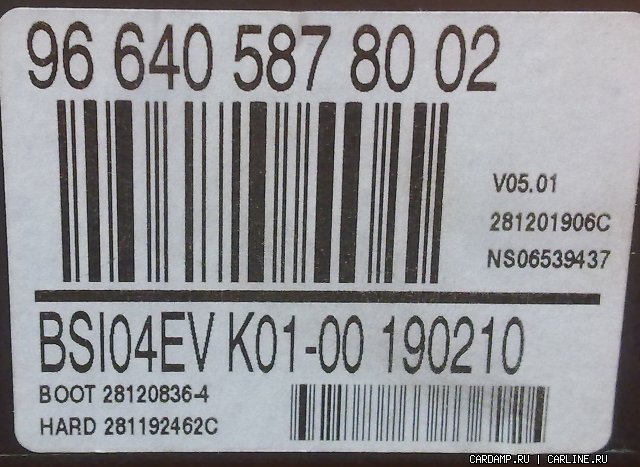 96 640 587 80 02
V05.01
281201906C
NS06539437
BSI04EV K01-00 190210
BOOT 28120836-4
HARD 281192462C
CARDAMP.RU | CARLINE.RU